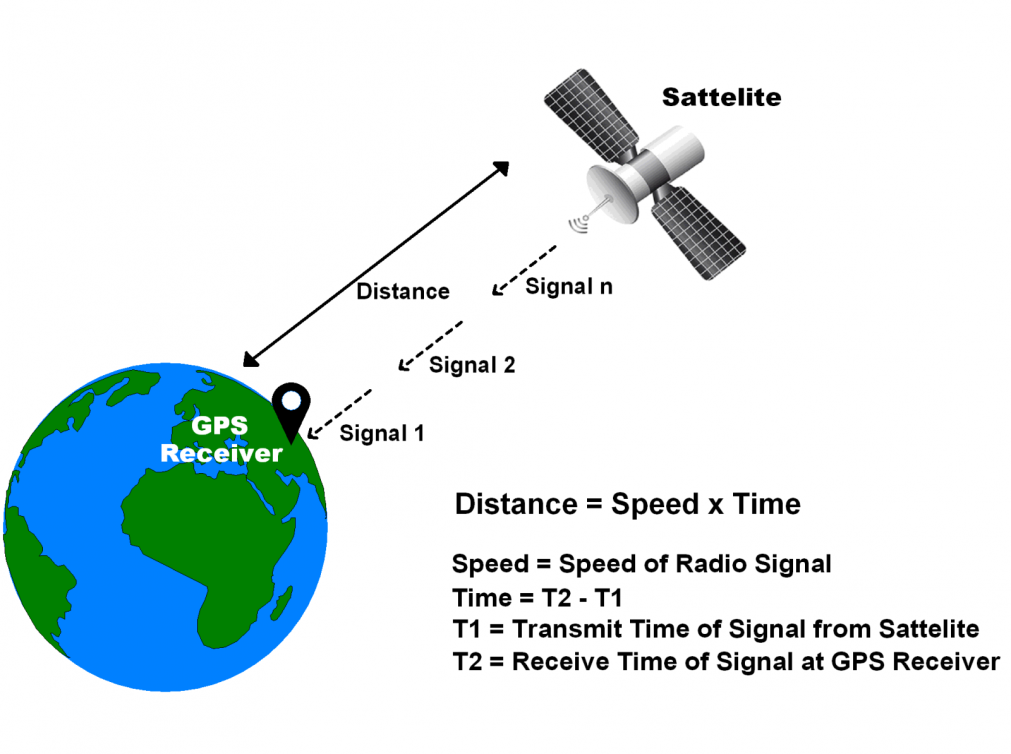 Sattelite
Distance
Signal n
Signal 2
GPS
Receiver
Signal 1
Distance = Speed x Time
Speed = Speed of Radio Signal
Time = T2 - T1
T1 = Transmit Time of Signal from Sattelite
T2 = Receive Time of Signal at GPS Receiver